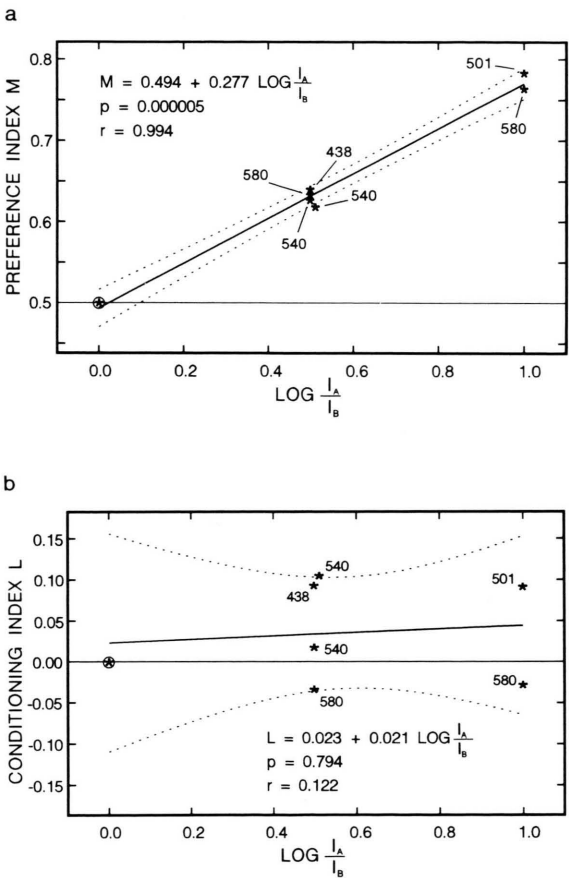 a
M = 0.494 + 0.277 LOG I_A/I_B
p = 0.000005
r = 0.994
501
580
438
580
540
540
0.8
0.7
0.6
0.5
PREFERENCE INDEX M
0.0 0.2 0.4 0.6 0.8 1.0
LOG I_A/I_B
b
0.15
0.10
0.05
0.00
-0.05
-0.10
-0.15
CONDITIONING INDEX L
540
438
501
540
580
580
L = 0.023 + 0.021 LOG I_A/I_B
p = 0.794
r = 0.122
0.0 0.2 0.4 0.6 0.8 1.0
LOG I_A/I_B